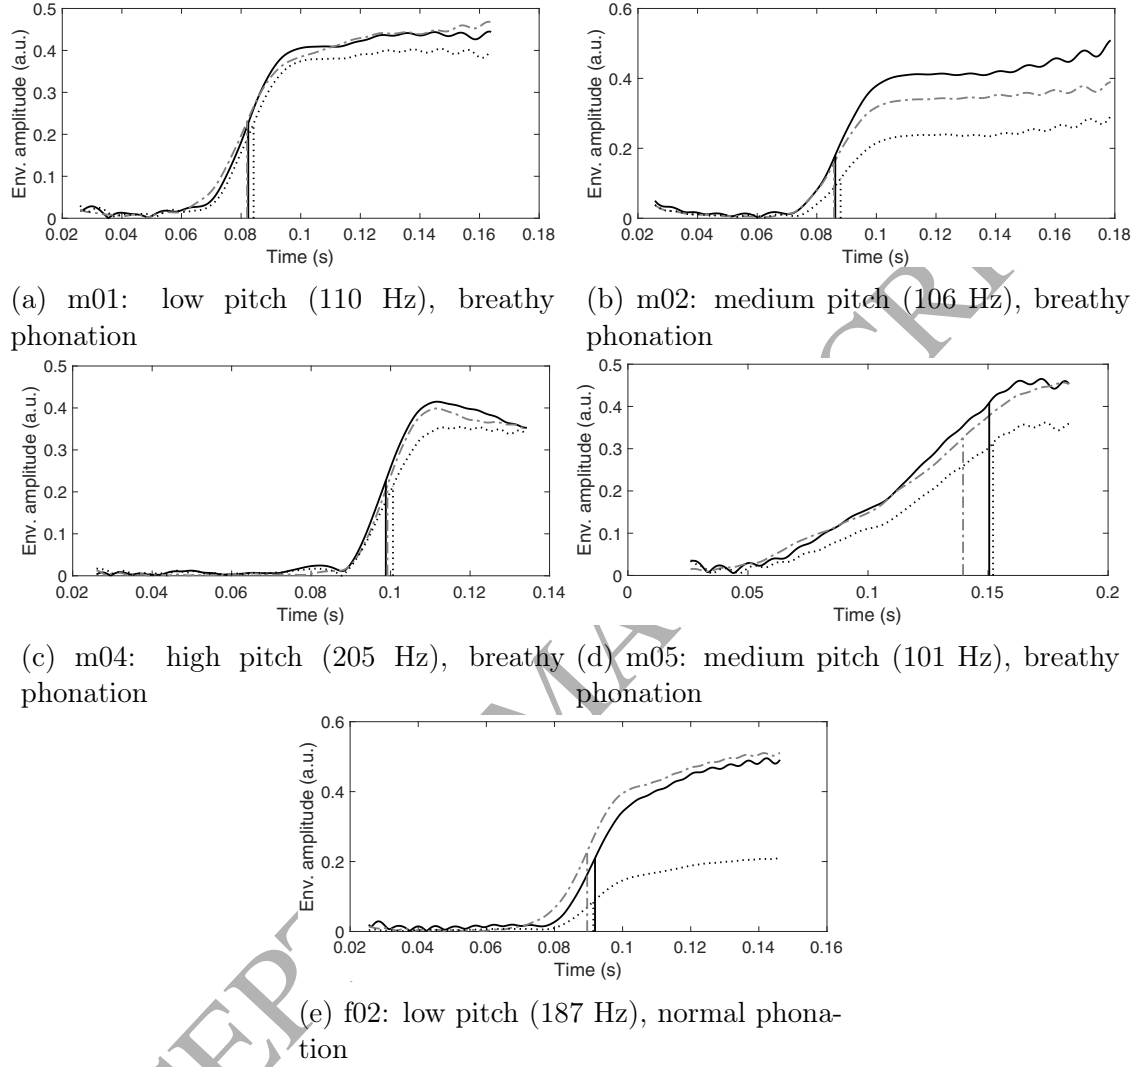 0.5
0.4
0.3
0.2
0.1
0
Env. amplitude (a.u.)
0.02 0.04 0.06 0.08 0.1 0.12 0.14 0.16 0.18
Time (s)
0.6
0.4
0.2
0
Env. amplitude (a.u.)
0.02 0.04 0.06 0.08 0.1 0.12 0.14 0.16 0.18
Time (s)
(a) m01: low pitch (110 Hz), breathy
phonation
(b) m02: medium pitch (106 Hz), breathy
phonation
0.5
0.4
0.3
0.2
0.1
0
Env. amplitude (a.u.)
0.02 0.04 0.06 0.08 0.1 0.12 0.14
Time (s)
0.5
0.4
0.3
0.2
0.1
0
Env. amplitude (a.u.)
0 0.05 0.1 0.15 0.2
Time (s)
(c) m04: high pitch (205 Hz), breathy
phonation
(d) m05: medium pitch (101 Hz), breathy
phonation
0.6
0.4
0.2
0
Env. amplitude (a.u.)
0.02 0.04 0.06 0.08 0.1 0.12 0.14 0.16
Time (s)
(e) f02: low pitch (187 Hz), normal phona-
tion